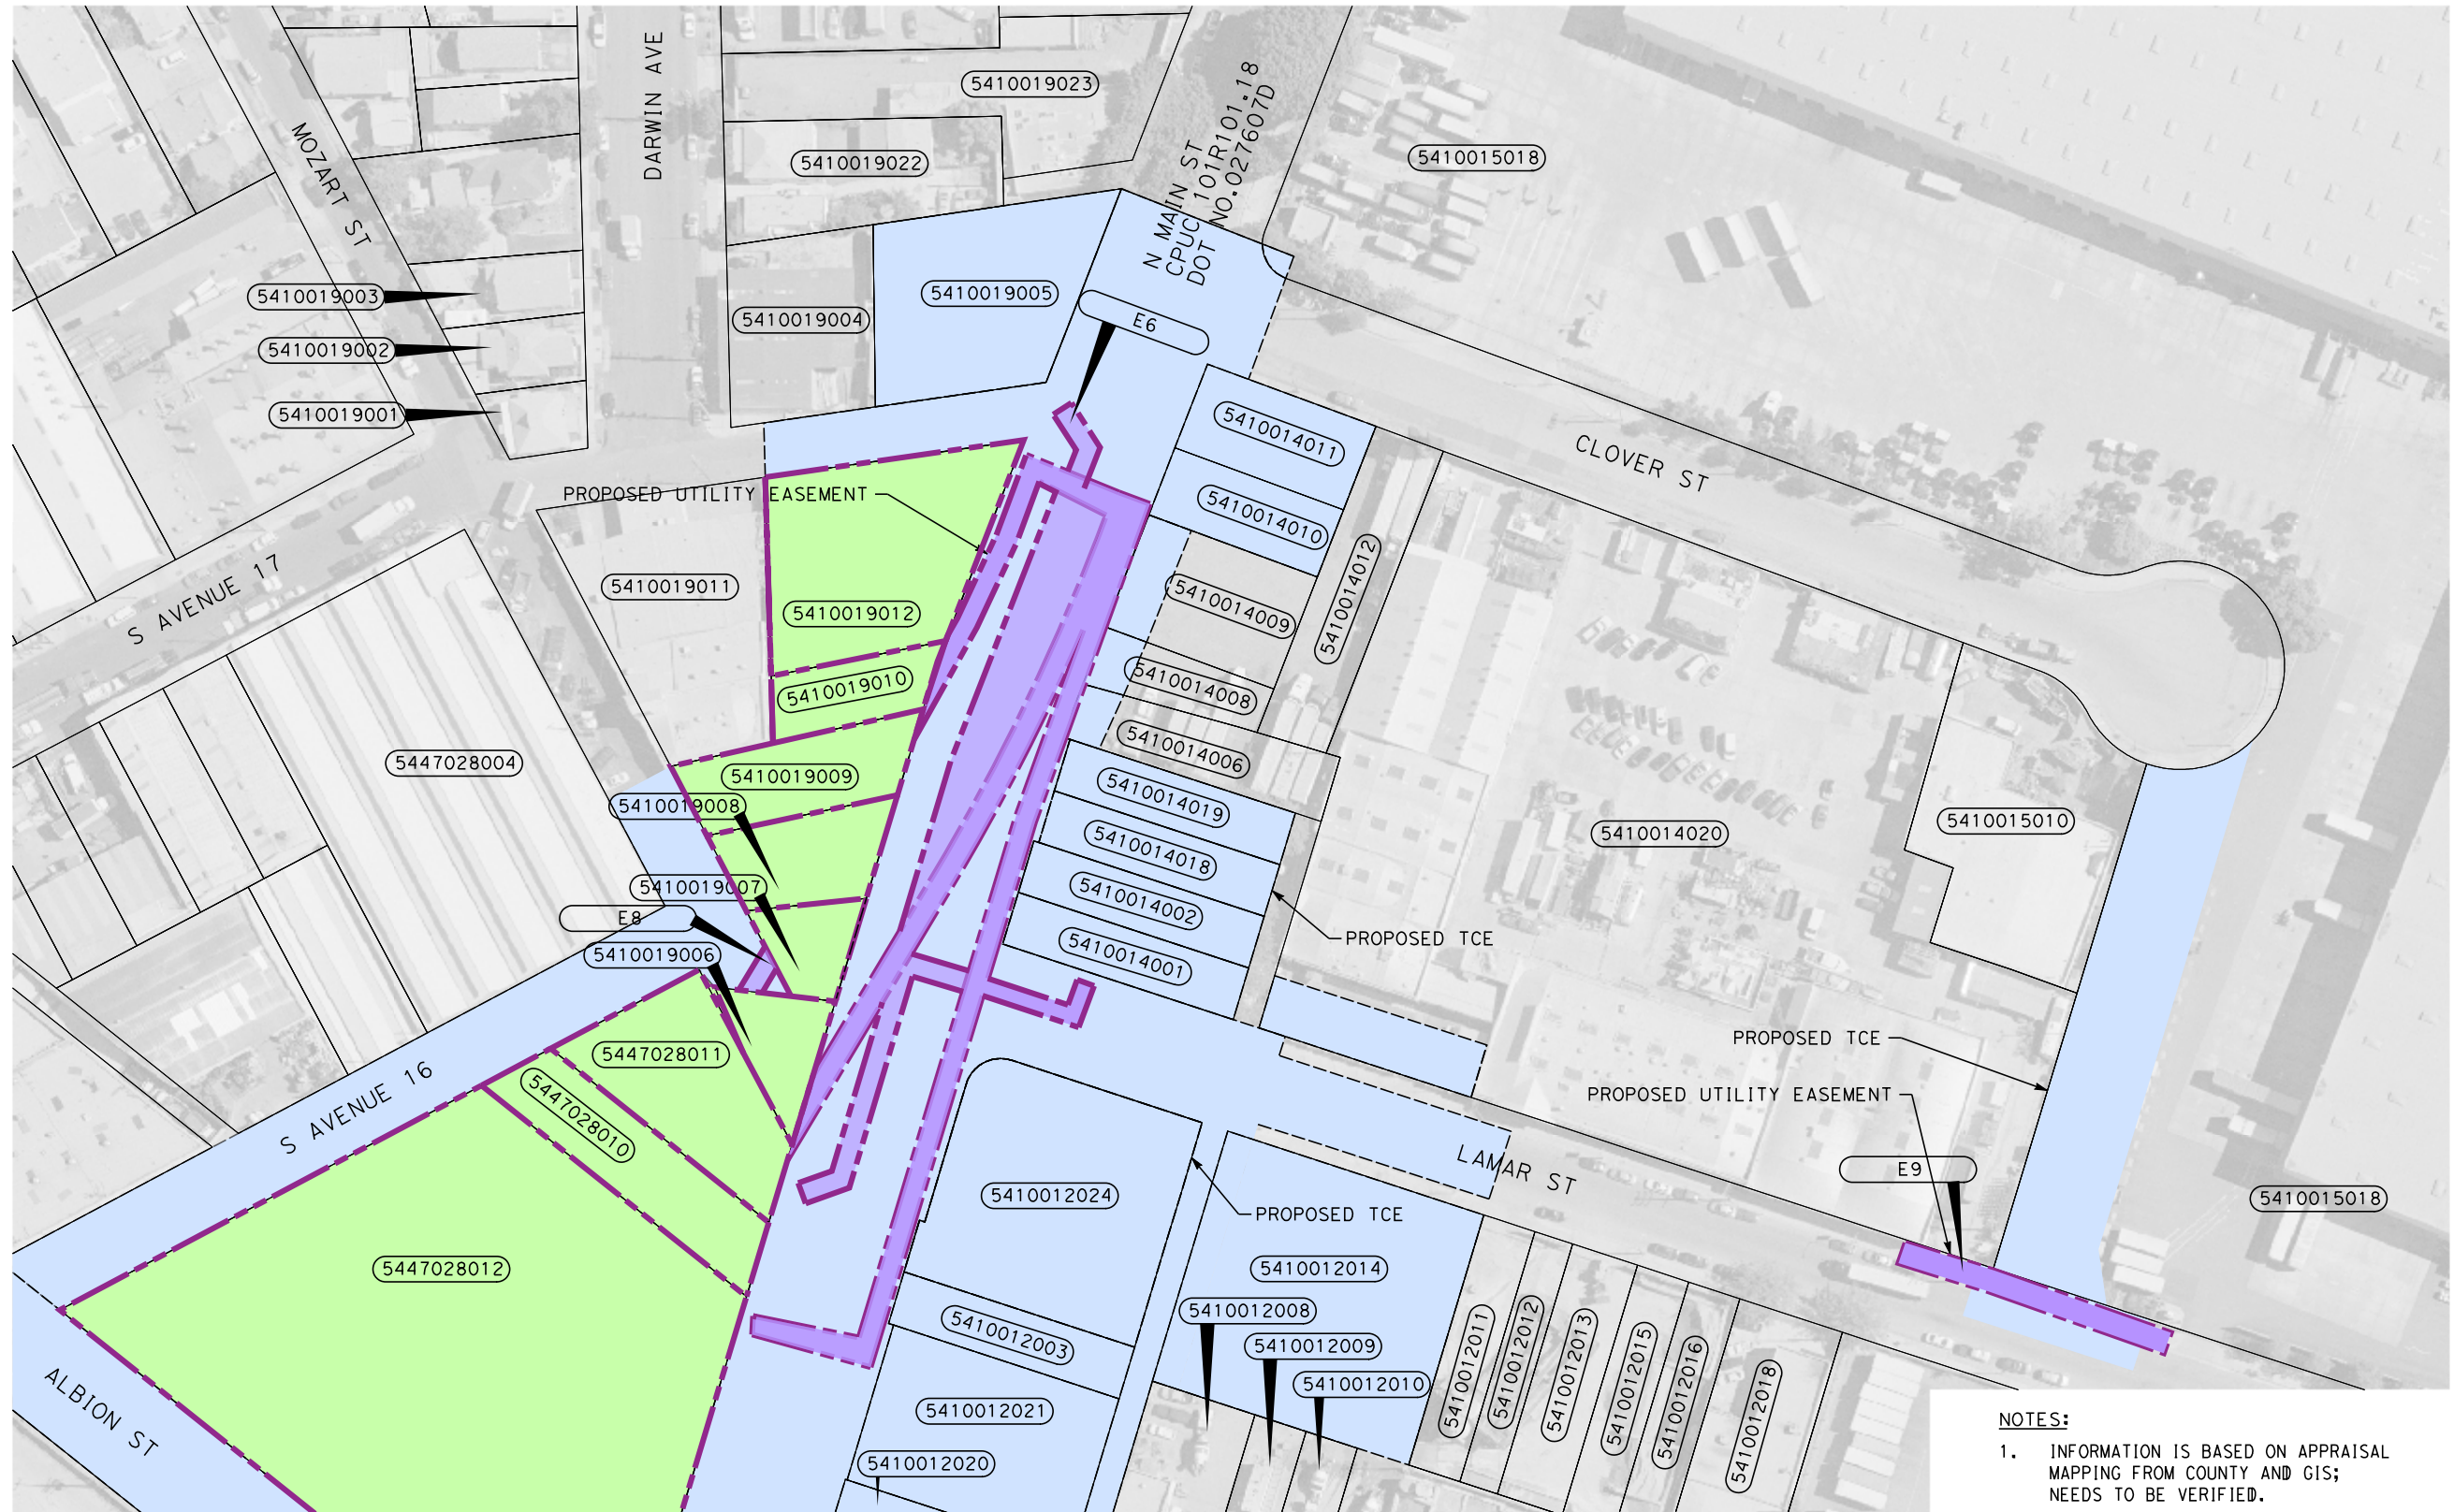 MOZART ST
DARWIN AVE
5410019023
N MAIN ST
CPUC 101R101.18
DOT NO.027607D
5410015018
5410019022
5410019003
5410019002
5410019001
5410019005
5410019004
E6
5410014011
CLOVER ST
PROPOSED UTILITY EASEMENT
5410014010
5410014012
S AVENUE 17
5410019011
5410019012
5410014009
5410019010
5410014008
5447028004
5410019009
5410014006
5410019008
5410014019
5410014020
5410015010
5410014018
5410019007
5410014002
E8
5410019006
5410014001
PROPOSED TCE
PROPOSED TCE
5447028011
PROPOSED UTILITY EASEMENT
5447028010
S AVENUE 16
LAMAR ST
E9
5410012024
PROPOSED TCE
5410015018
5447028012
5410012014
5410012008
5410012003
5410012009
5410012010
5410012011
5410012012
5410012013
5410012015
5410012016
5410012018
5410012021
ALBION ST
5410012020
NOTES:
1. INFORMATION IS BASED ON APPRAISAL
MAPPING FROM COUNTY AND GIS;
NEEDS TO BE VERIFIED.